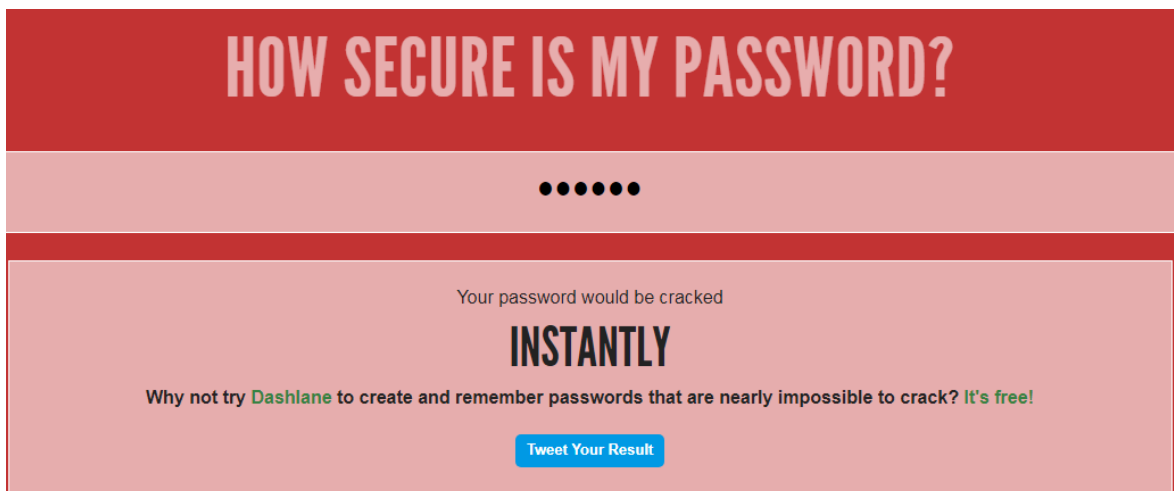 HOW SECURE IS MY PASSWORD?
••••••
Your password would be cracked
INSTANTLY
Why not try Dashlane to create and remember passwords that are nearly impossible to crack? It's free!
Tweet Your Result